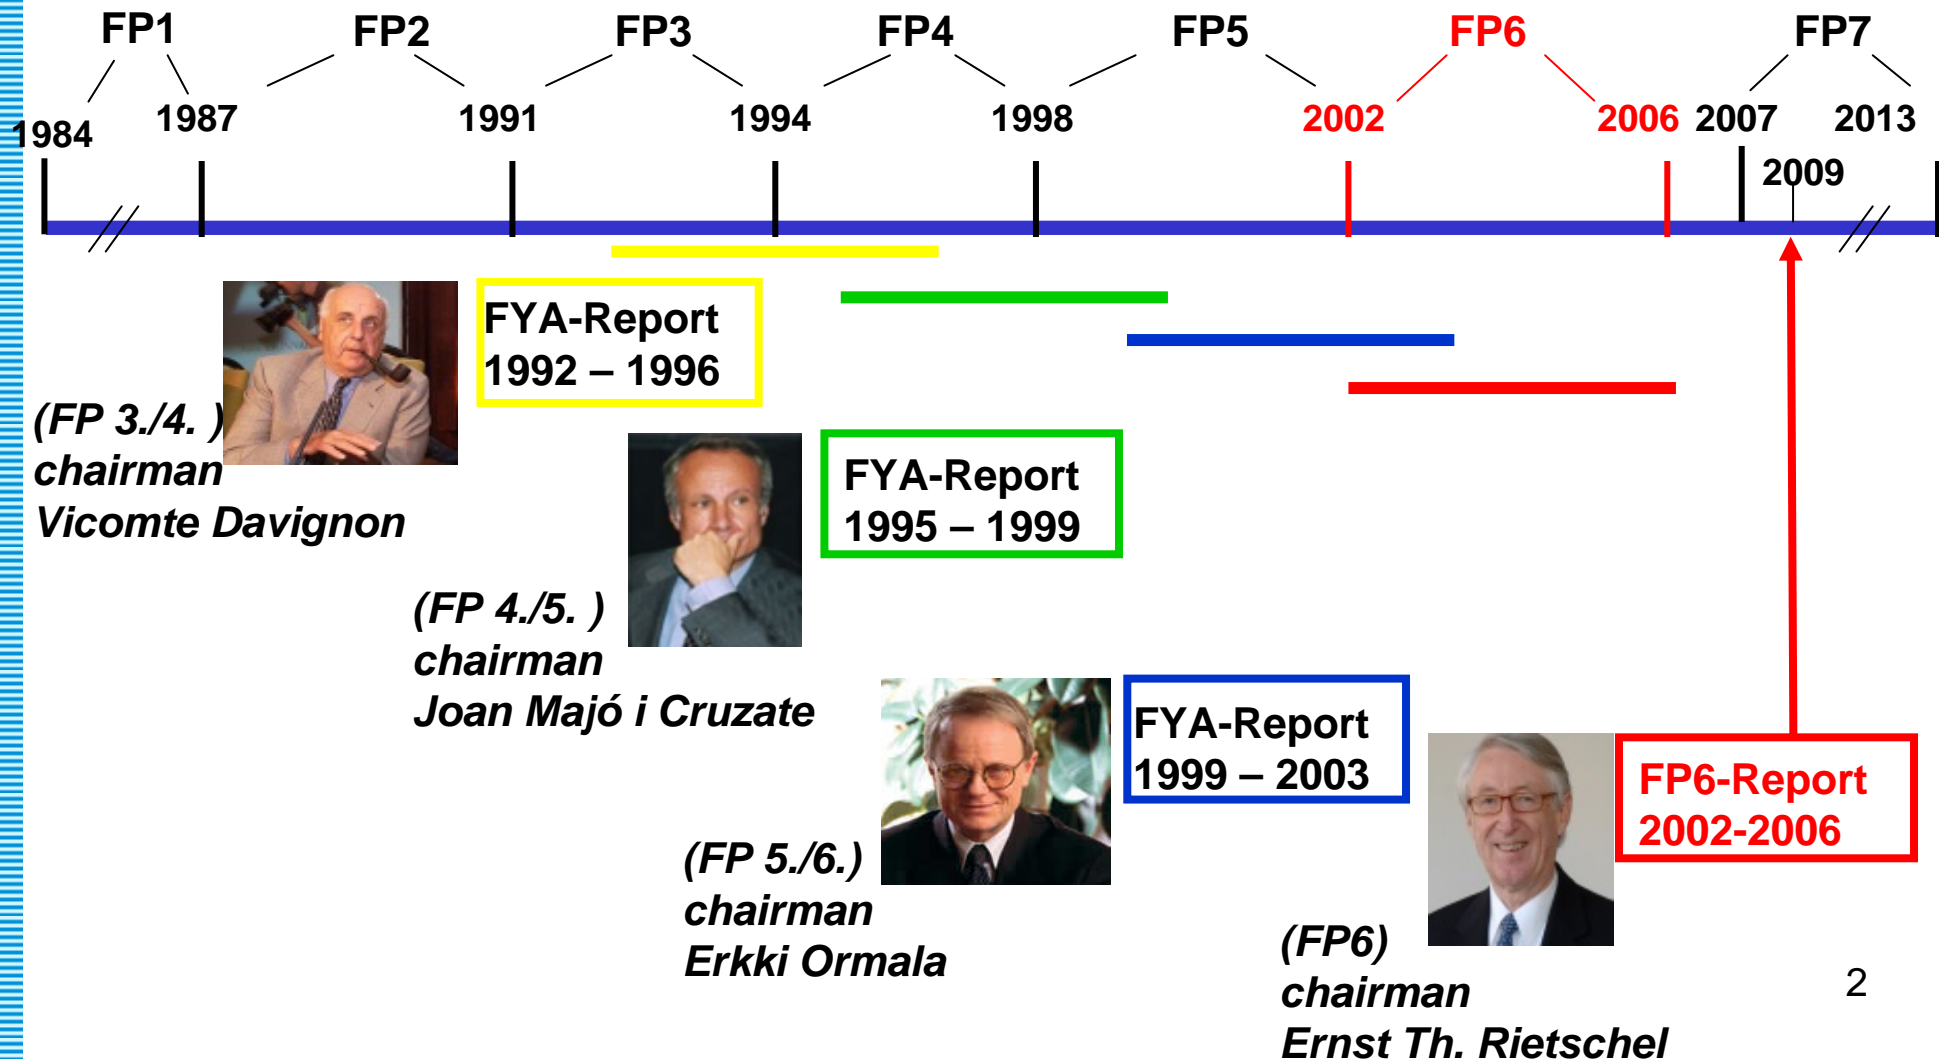 FP1 FP2 FP3 FP4 FP5 FP6 FP7
1984 1987 1991 1994 1998 2002 2006 2007 2013
2009
FYA-Report
1992 – 1996
(FP 3./4. )
chairman
Vicomte Davignon
FYA-Report
1995 – 1999
(FP 4./5. )
chairman
Joan Majó i Cruzate
FYA-Report
1999 – 2003
(FP 5./6.)
chairman
Erkki Ormala
FP6-Report
2002-2006
(FP6)
chairman
Ernst Th. Rietschel
2